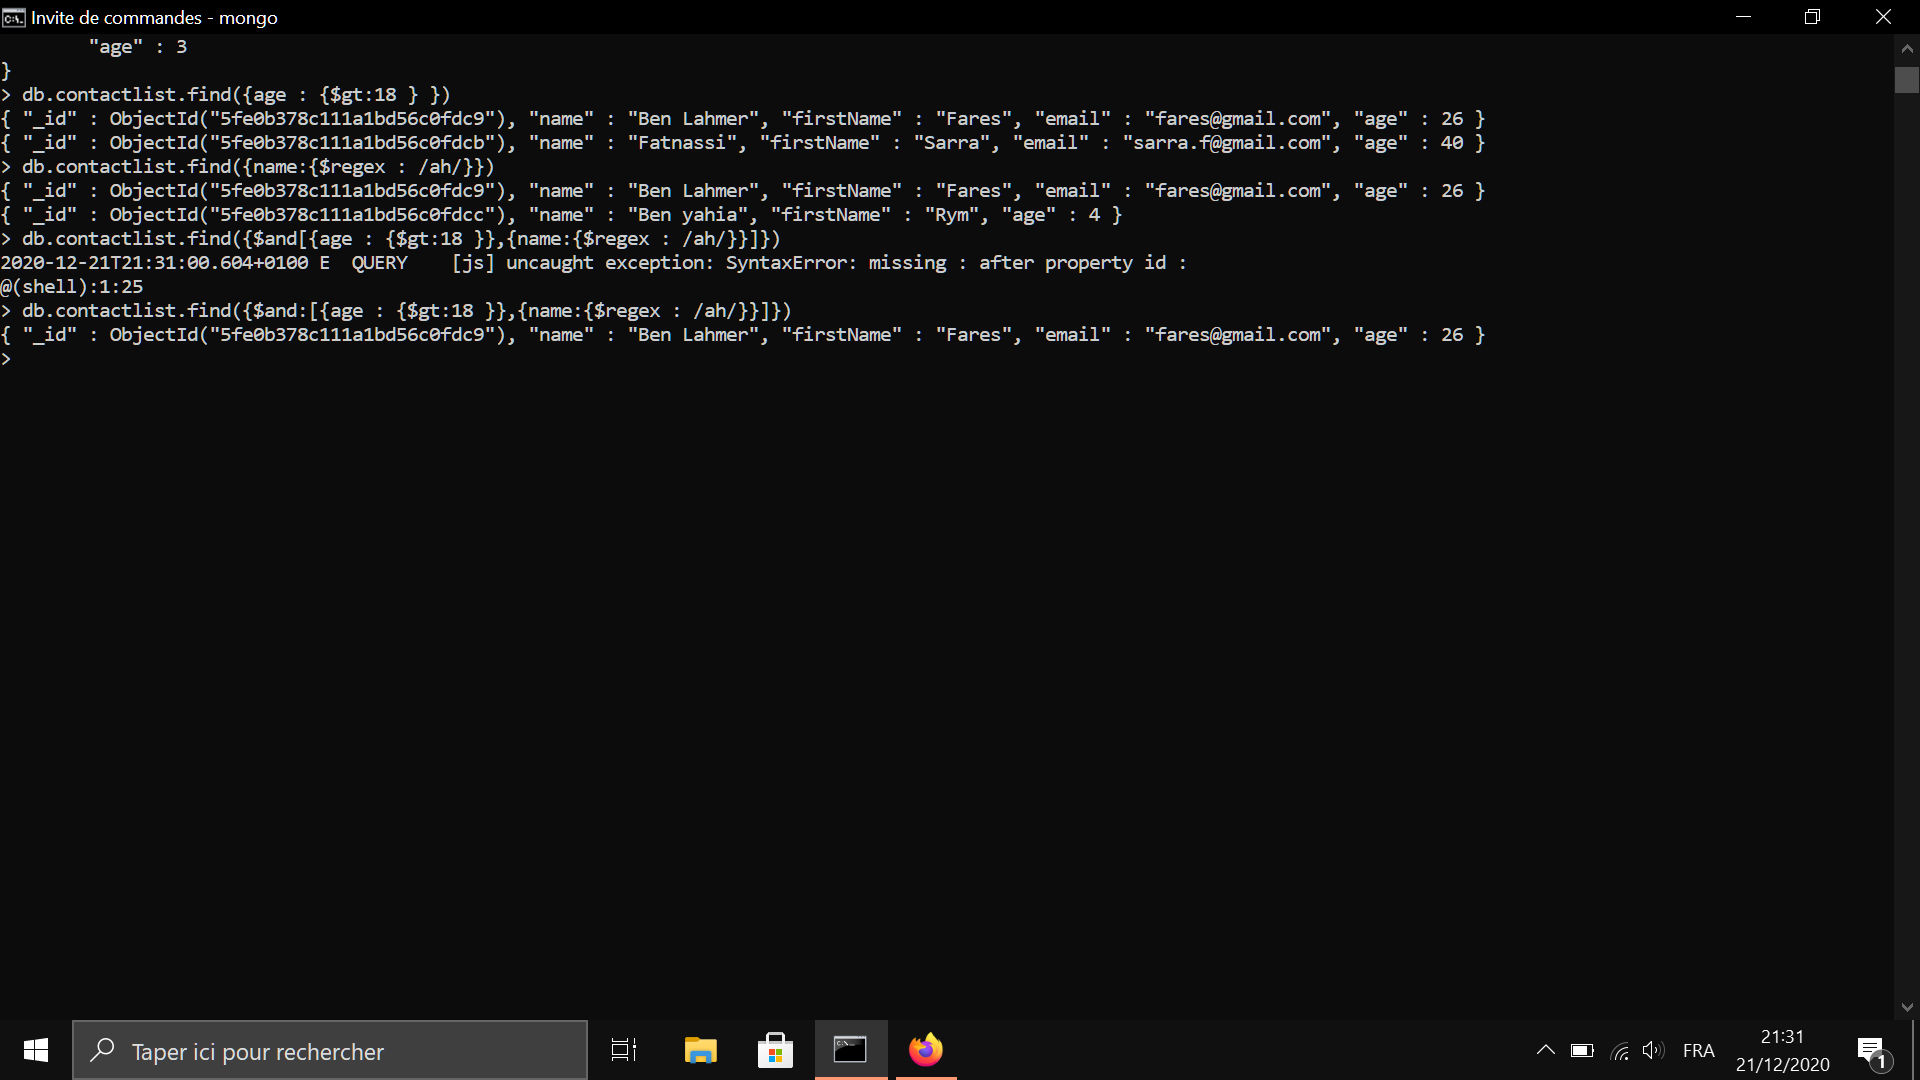 Invite de commandes - mongo
"age" : 3
}
> db.contactlist.find({age : {$gt:18 } })
{ "_id" : ObjectId("5fe0b378c111a1bd56c0fdc9"), "name" : "Ben Lahmer", "firstName" : "Fares", "email" : "fares@gmail.com", "age" : 26 }
{ "_id" : ObjectId("5fe0b378c111a1bd56c0fdcb"), "name" : "Fatnassi", "firstName" : "Sarra", "email" : "sarra.f@gmail.com", "age" : 40 }
> db.contactlist.find({name:{$regex : /ah/}})
{ "_id" : ObjectId("5fe0b378c111a1bd56c0fdc9"), "name" : "Ben Lahmer", "firstName" : "Fares", "email" : "fares@gmail.com", "age" : 26 }
{ "_id" : ObjectId("5fe0b378c111a1bd56c0fdcc"), "name" : "Ben yahia", "firstName" : "Rym", "age" : 4 }
> db.contactlist.find({$and[{age : {$gt:18 }},{name:{$regex : /ah/}}]})
2020-12-21T21:31:00.604+0100 E  QUERY    [js] uncaught exception: SyntaxError: missing : after property id :
@(shell):1:25
> db.contactlist.find({$and:[{age : {$gt:18 }},{name:{$regex : /ah/}}]})
{ "_id" : ObjectId("5fe0b378c111a1bd56c0fdc9"), "name" : "Ben Lahmer", "firstName" : "Fares", "email" : "fares@gmail.com", "age" : 26 }
>
Taper ici pour rechercher
FRA
21:31
21/12/2020
1